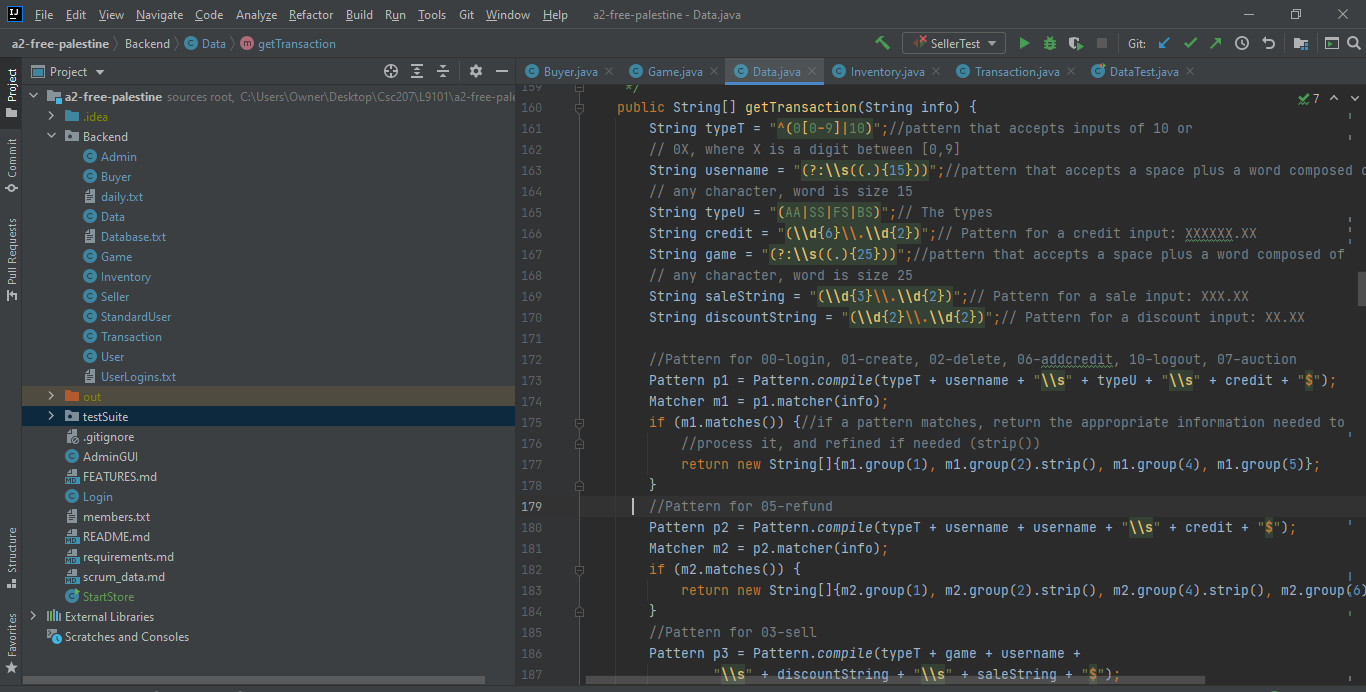 File Edit View Navigate Code Analyze Refactor Build Run Tools Git Window Help a2-free-palestine - Data.java
a2-free-palestine Backend Data getTransaction SellerTest Git:
Project
Buyer.java Game.java Data.java Inventory.java Transaction.java DataTest.java
Project
Commit
Pull Requests
Structure
Favorites
a2-free-palestine sources root, C:\Users\Owner\Desktop\Csc207\L9101\a2-free-pale
.idea
Backend
Admin
Buyer
daily.txt
Data
Database.txt
Game
Inventory
Seller
StandardUser
Transaction
User
UserLogins.txt
out
testSuite
.gitignore
AdminGUI
FEATURES.md
Login
members.txt
README.md
requirements.md
scrum_data.md
StartStore
External Libraries
Scratches and Consoles
7
159 */
160 public String[] getTransaction(String info) {
161 String typeT = "^(0[0-9]|10)";//pattern that accepts inputs of 10 or
162 // 0X, where X is a digit between [0,9]
163 String username = "(?:\\s((.){15}))";//pattern that accepts a space plus a word composed o
164 // any character, word is size 15
165 String typeU = "(AA|SS|FS|BS)";// The types
166 String credit = "(\\d{6}\\.\\d{2})";// Pattern for a credit input: XXXXXX.XX
167 String game = "(?:\\s((.){25}))";//pattern that accepts a space plus a word composed of
168 // any character, word is size 25
169 String saleString = "(\\d{3}\\.\\d{2})";// Pattern for a sale input: XXX.XX
170 String discountString = "(\\d{2}\\.\\d{2})";// Pattern for a discount input: XX.XX
171
172 //Pattern for 00-login, 01-create, 02-delete, 06-addcredit, 10-logout, 07-auction
173 Pattern p1 = Pattern.compile(typeT + username + "\\s" + typeU + "\\s" + credit + "$");
174 Matcher m1 = p1.matcher(info);
175 if (m1.matches()) {//if a pattern matches, return the appropriate information needed to
176 //process it, and refined if needed (strip())
177 return new String[]{m1.group(1), m1.group(2).strip(), m1.group(4), m1.group(5)};
178 }
179 //Pattern for 05-refund
180 Pattern p2 = Pattern.compile(typeT + username + username + "\\s" + credit + "$");
181 Matcher m2 = p2.matcher(info);
182 if (m2.matches()) {
183 return new String[]{m2.group(1), m2.group(2).strip(), m2.group(4).strip(), m2.group(6)
184 }
185 //Pattern for 03-sell
186 Pattern p3 = Pattern.compile(typeT + game + username +
187 "\\s" + discountString + "\\s" + saleString + "$");